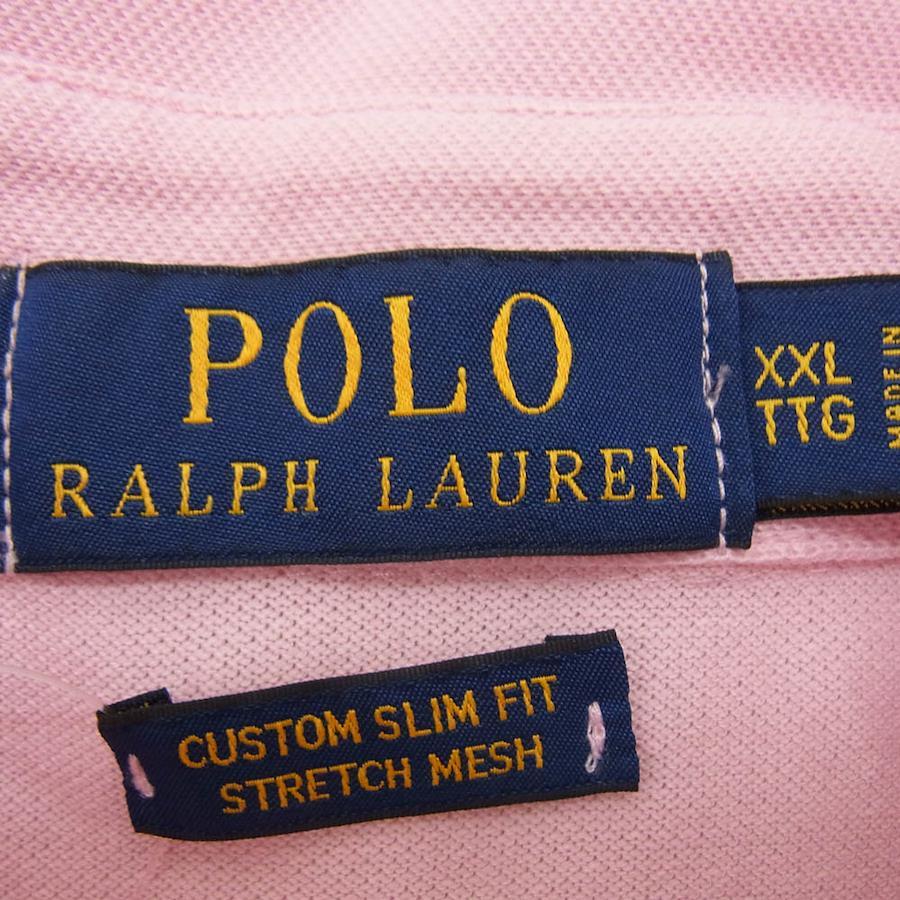 POLO
RALPH LAUREN
XXL
TTG
MADE IN
CUSTOM SLIM FIT
STRETCH MESH